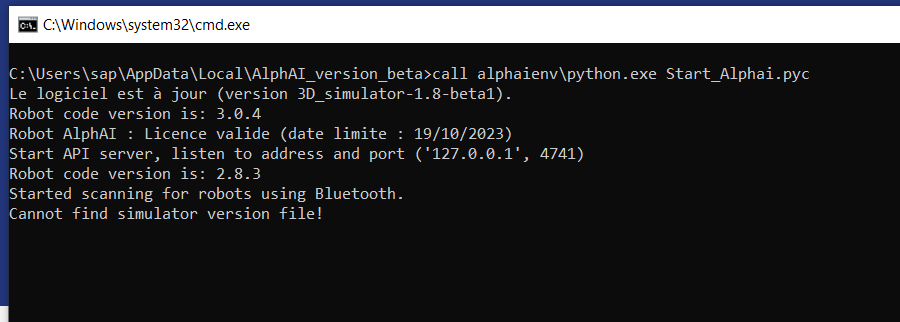 C:\Windows\system32\cmd.exe
C:\Users\sap\AppData\Local\AlphAI_version_beta>call alphaienv\python.exe Start_Alphai.pyc
Le logiciel est à jour (version 3D_simulator-1.8-beta1).
Robot code version is: 3.0.4
Robot AlphAI : Licence valide (date limite : 19/10/2023)
Start API server, listen to address and port ('127.0.0.1', 4741)
Robot code version is: 2.8.3
Started scanning for robots using Bluetooth.
Cannot find simulator version file!